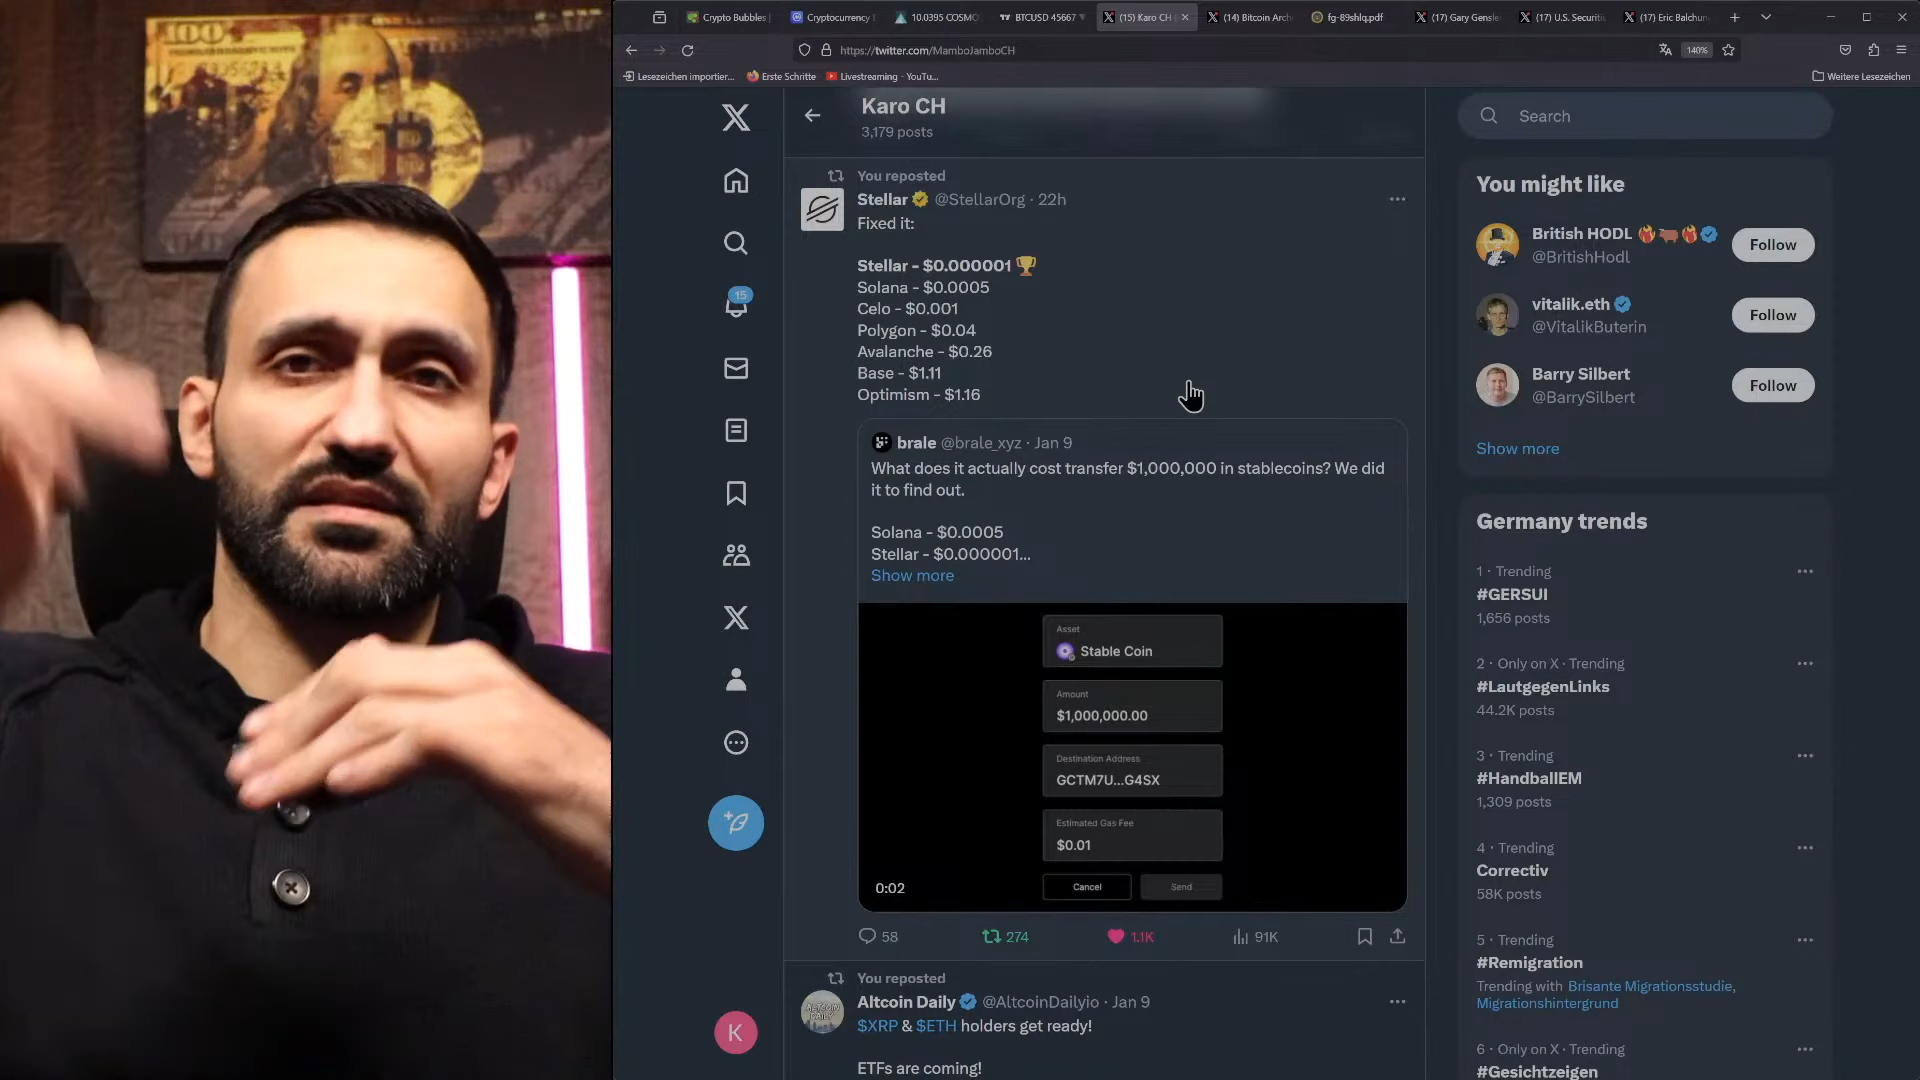 100
B
Crypto Bubbles |
Cryptocurrency
10.0395 COSMO
BTCUSD 45667
(15) Karo CH
(14) Bitcoin Arch
fg-89shlq.pdf
(17) Gary Gensle
(17) U.S. Securiti
(17) Eric Balchun
https://twitter.com/MamboJamboCH
140%
Lesezeichen importier...
Erste Schritte
Livestreaming - YouTu...
Weitere Lesezeichen
Karo CH
3,179 posts
You reposted
Stellar @StellarOrg · 22h
Fixed it:
Stellar - $0.000001 🏆
Solana - $0.0005
Celo - $0.001
Polygon - $0.04
Avalanche - $0.26
Base - $1.11
Optimism - $1.16
brale @brale_xyz · Jan 9
What does it actually cost transfer $1,000,000 in stablecoins? We did
it to find out.
Solana - $0.0005
Stellar - $0.000001...
Show more
Asset
Stable Coin
Amount
$1,000,000.00
Destination Address
GCTM7U...G4SX
Estimated Gas Fee
$0.01
Cancel
Send
0:02
58
274
1.1K
91K
You reposted
ALTCOIN
DAILY
Altcoin Daily @AltcoinDailyio · Jan 9
$XRP & $ETH holders get ready!
ETFs are coming!
15
K
Search
You might like
British HODL 🔥🐂🔥
@BritishHodl
Follow
vitalik.eth
@VitalikButerin
Follow
Barry Silbert
@BarrySilbert
Follow
Show more
Germany trends
1 · Trending
#GERSUI
1,656 posts
2 · Only on X · Trending
#LautgegenLinks
44.2K posts
3 · Trending
#HandballEM
1,309 posts
4 · Trending
Correctiv
58K posts
5 · Trending
#Remigration
Trending with Brisante Migrationsstudie,
Migrationshintergrund
6 · Only on X · Trending
#Gesichtzeigen